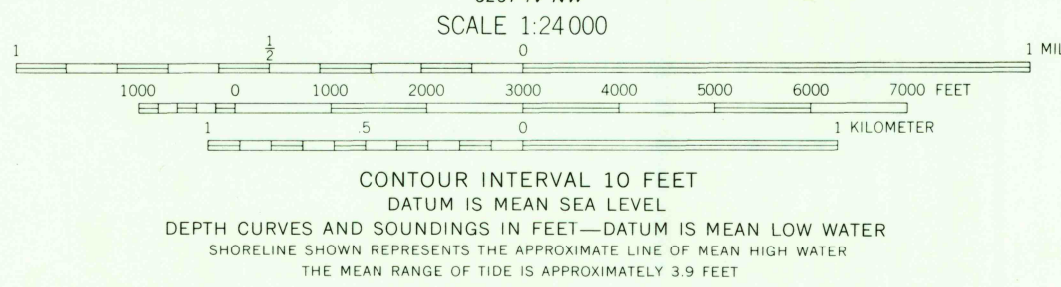 SCALE 1:24 000
1 1/2 0 1 MIL
1000 0 1000 2000 3000 4000 5000 6000 7000 FEET
1 .5 0 1 KILOMETER
CONTOUR INTERVAL 10 FEET
DATUM IS MEAN SEA LEVEL
DEPTH CURVES AND SOUNDINGS IN FEET—DATUM IS MEAN LOW WATER
SHORELINE SHOWN REPRESENTS THE APPROXIMATE LINE OF MEAN HIGH WATER
THE MEAN RANGE OF TIDE IS APPROXIMATELY 3.9 FEET